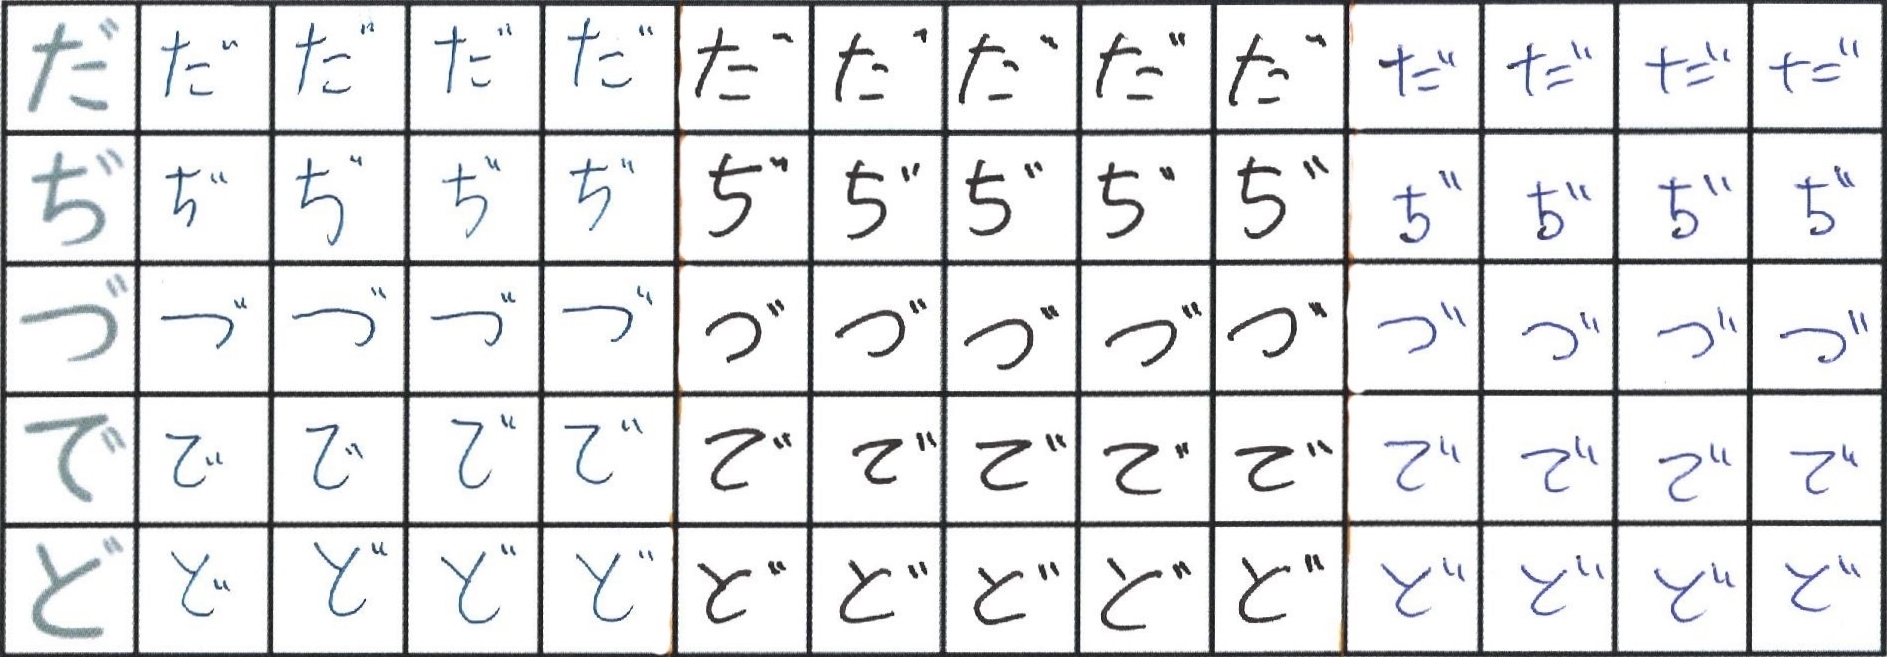 だ だ だ だ だ だ だ だ だ だ だ だ だ だ
ぢ ぢ ぢ ぢ ぢ ぢ ぢ ぢ ぢ ぢ ぢ ぢ ぢ ぢ
づ づ づ づ づ づ づ づ づ づ づ づ づ づ
で で で で で で で で で で で で で で
ど ど ど ど ど ど ど ど ど ど ど ど ど ど